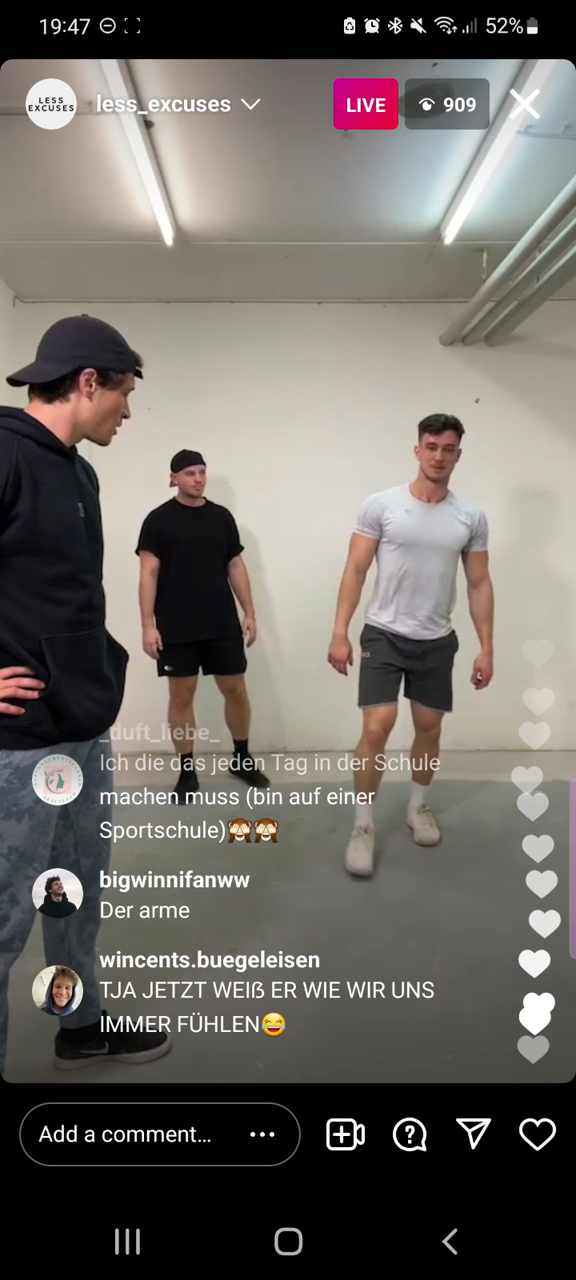 19:47
52%
LESS
EXCUSES
less_excuses
LIVE
909
_duft_liebe_
Ich die das jeden Tag in der Schule
machen muss (bin auf einer
Sportschule)🙈🙈
bigwinnifanww
Der arme
wincents.buegeleisen
TJA JETZT WEIß ER WIE WIR UNS
IMMER FÜHLEN😂
Add a comment...